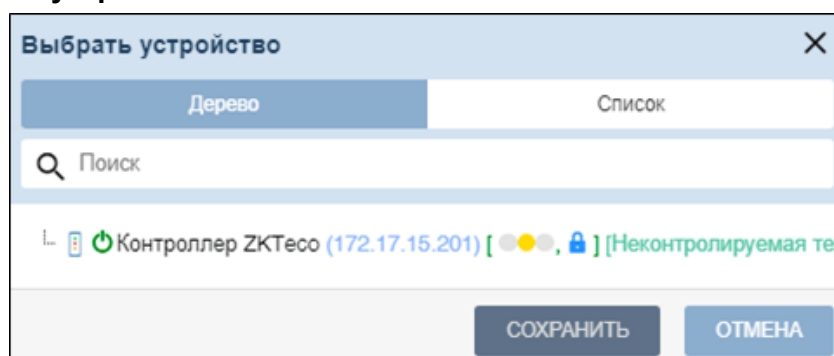 Выбрать устройство
Дерево Список
Поиск
Контроллер ZKTeco (172.17.15.201) [ , ] [Неконтролируемая те
СОХРАНИТЬ ОТМЕНА